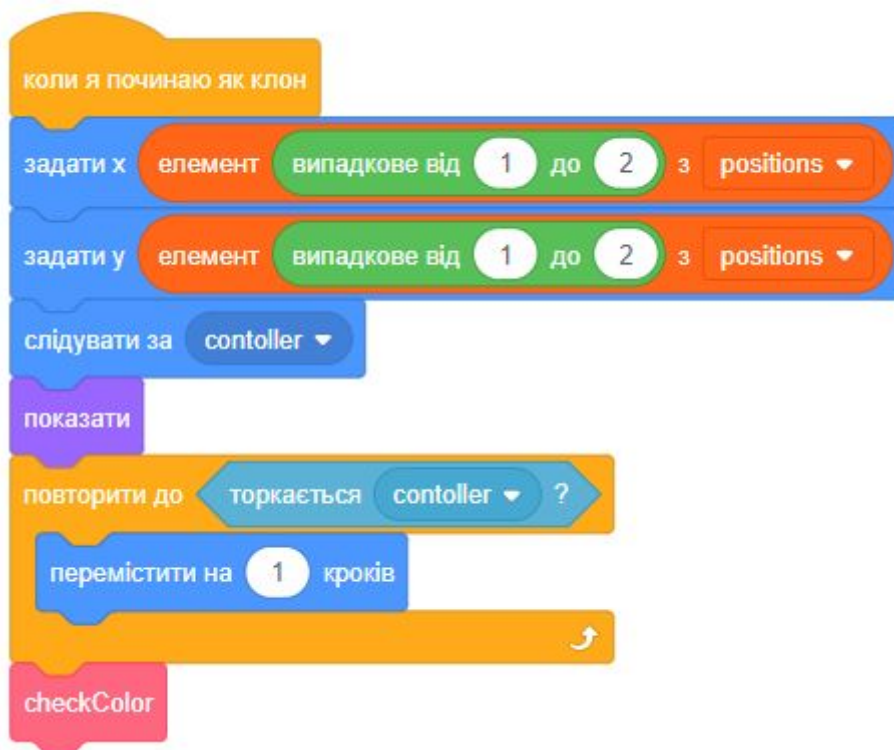 коли я починаю як клон
задати x елемент випадкове від 1 до 2 з positions
задати y елемент випадкове від 1 до 2 з positions
слідувати за contoller
показати
повторити до торкається contoller ?
перемістити на 1 кроків
checkColor